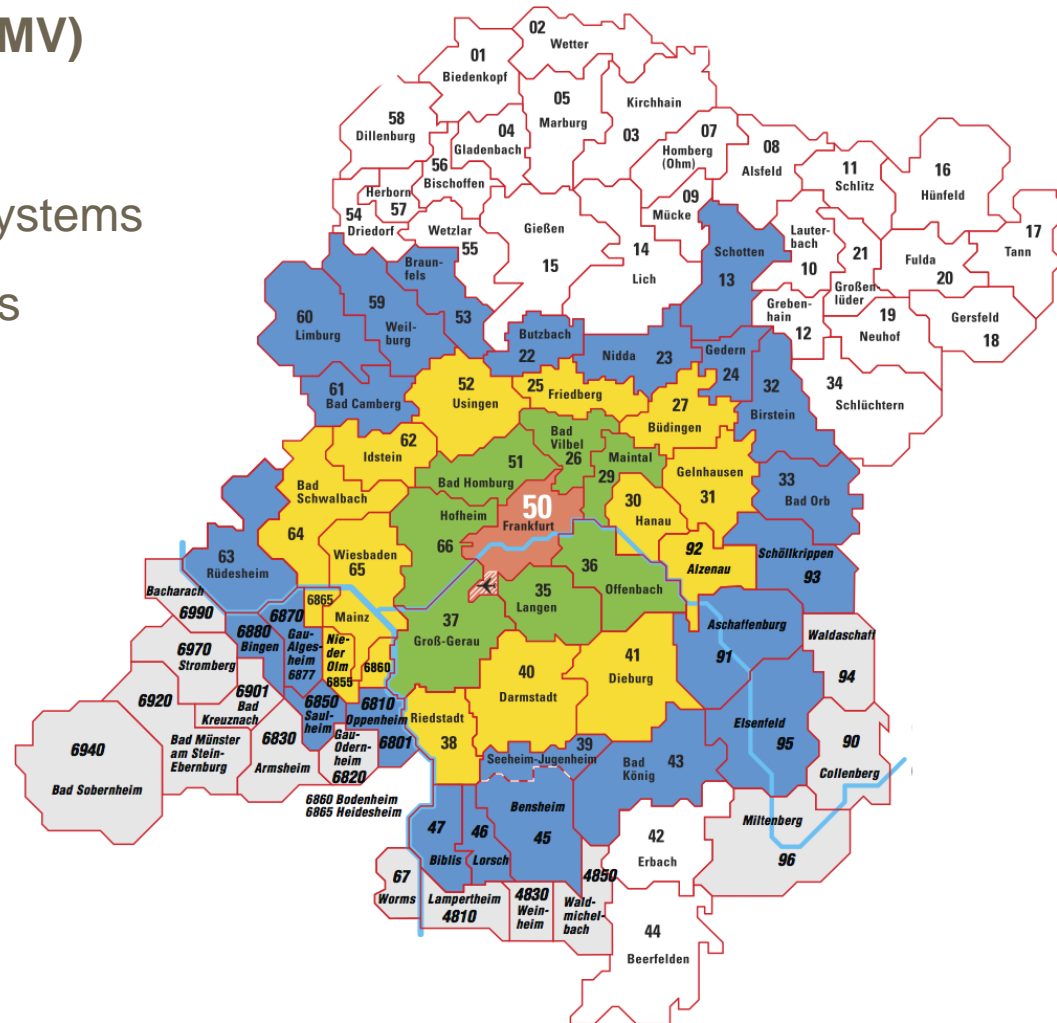 MV)
ystems
s
02
Wetter
01
Biedenkopf
05
Marburg
Kirchhain
03
58
Dillenburg
04
Gladenbach
07
Homberg
(Ohm)
08
Alsfeld
11
Schlitz
16
Hünfeld
56
Bischoffen
Herborn
57
54
Driedorf
Wetzlar
55
Gießen
15
09
Mücke
14
Lich
Schotten
13
Lauter-
bach
10
21
Großen
lüder
Fulda
20
17
Tann
Greben-
hain
12
19
Neuhof
Gersfeld
18
34
Schlüchtern
Braun-
fels
53
59
Weil-
burg
60
Limburg
61
Bad Camberg
Butzbach
22
Nidda
23
Gedern
24
32
Birstein
33
Bad Orb
52
Usingen
25
Friedberg
27
Büdingen
62
Idstein
Bad
Vilbel
26
51
Bad Homburg
Maintal
29
Gelnhausen
31
30
Hanau
Bad
Schwalbach
64
Hofheim
66
50
Frankfurt
Wiesbaden
65
63
Rüdesheim
92
Alzenau
Schöllkrippen
93
36
Offenbach
35
Langen
37
Groß-Gerau
Bacharach
6990
6865
Mainz
6870
Gau-
Alges-
heim
6877
6880
Bingen
Nie-
der
Olm
6855
6860
6970
Stromberg
6920
6901
Bad
Kreuznach
6850
Saul-
heim
6810
Oppenheim
6801
Aschaffenburg
91
Waldaschaff
94
40
Darmstadt
41
Dieburg
Riedstadt
38
39
Seeheim-Jugenheim
Bad
König
43
Elsenfeld
95
90
Collenberg
6940
Bad Sobernheim
Bad Münster
am Stein-
Ebernburg
6830
Armsheim
Gau-
Odern-
heim
6820
6860 Bodenheim
6865 Heidesheim
47
Biblis
46
Lorsch
Bensheim
45
42
Erbach
Miltenberg
96
67
Worms
Lampertheim
4810
4830
Wein-
heim
4850
Wald-
michel-
bach
44
Beerfelden